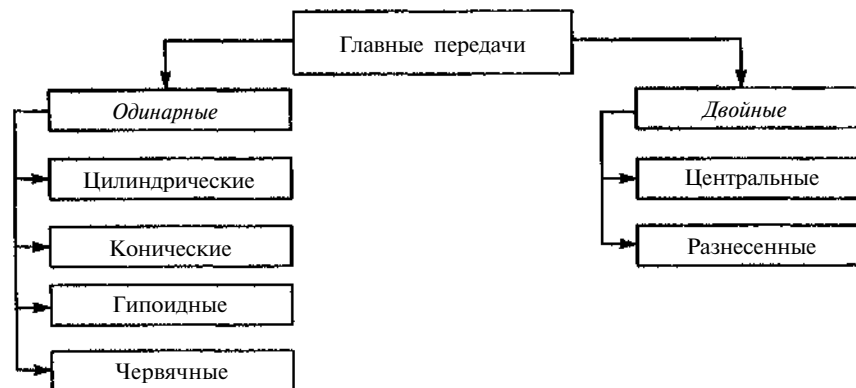 Главные передачи
Одинарные
Цилиндрические
Конические
Гипоидные
Червячные
Двойные
Центральные
Разнесенные